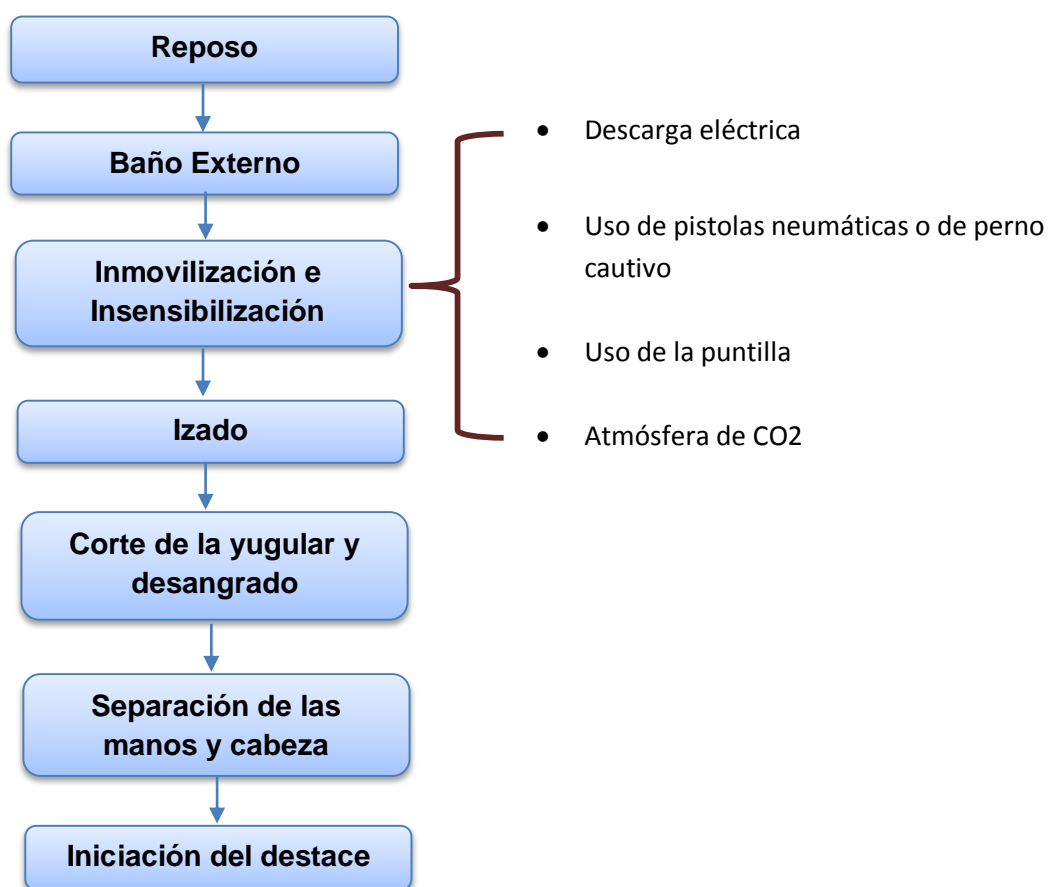 Reposo
Baño Externo
Inmovilización e
Insensibilización
• Descarga eléctrica
• Uso de pistolas neumáticas o de perno
cautivo
• Uso de la puntilla
• Atmósfera de CO2
Izado
Corte de la yugular y
desangrado
Separación de las
manos y cabeza
Iniciación del destace